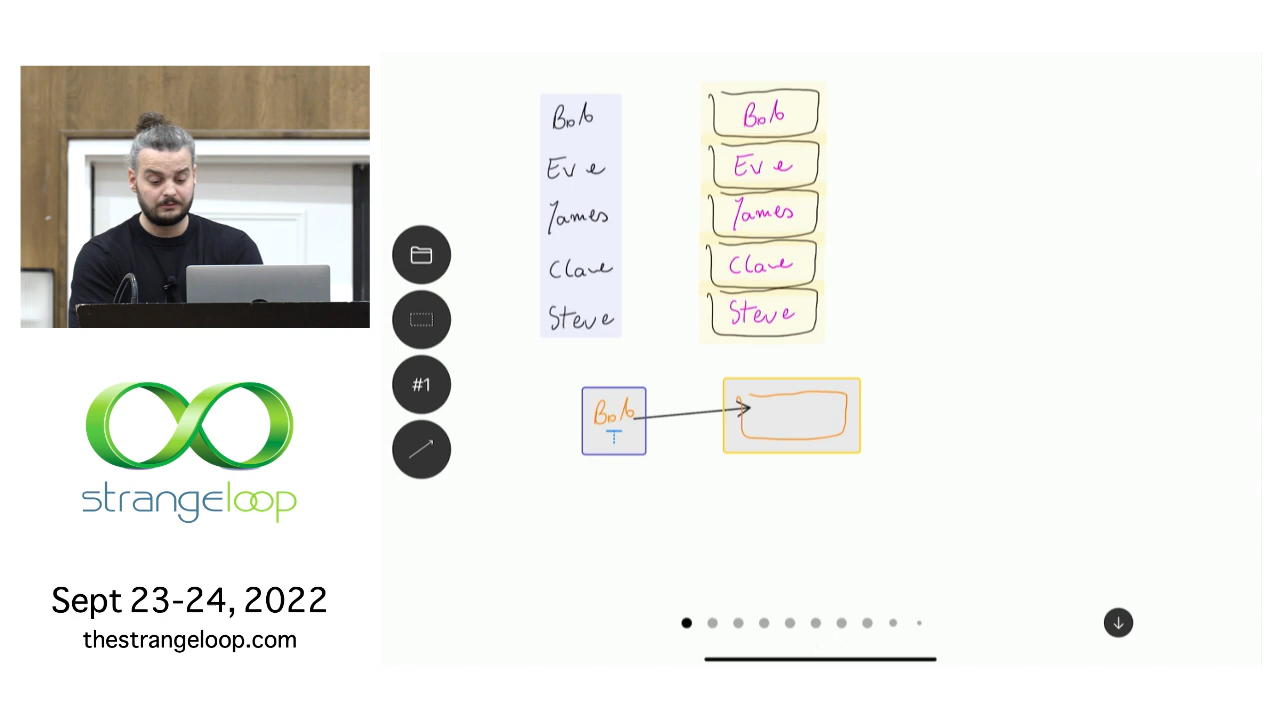 Bob
Eve
James
Clare
Steve
Bob
Eve
James
Clare
Steve
#1
Bob
T
strangeloop
Sept 23-24, 2022
thestrangeloop.com